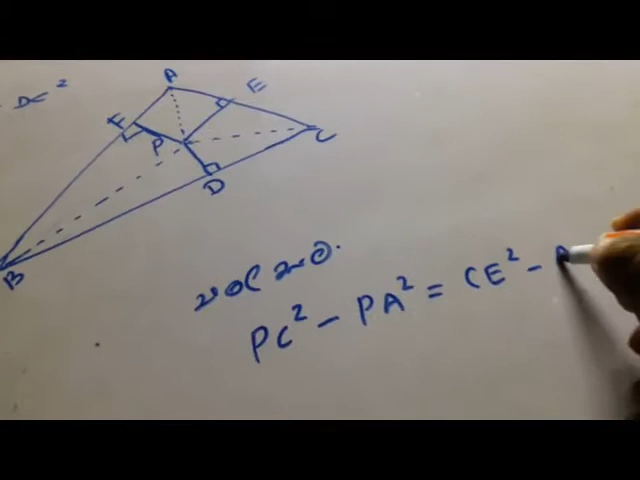 DC²
A
E
F
P
C
D
B
PC² - PA² = CE² - A